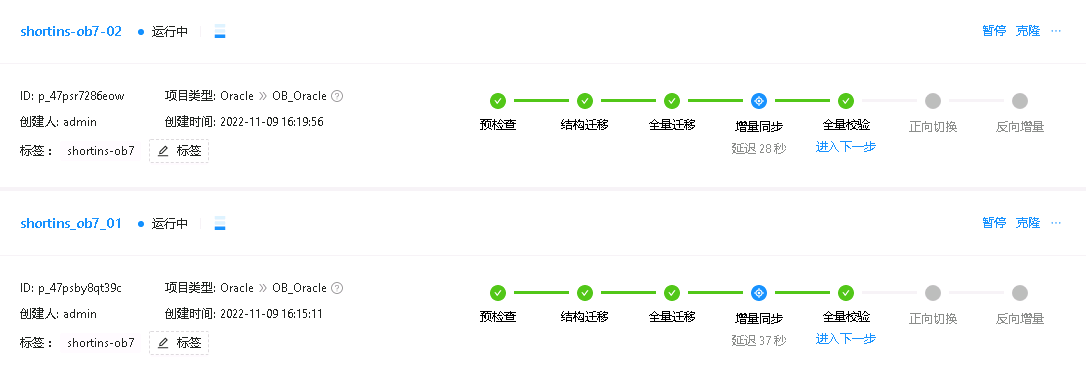 shortins-ob7-02 运行中 暂停 克隆 ...
ID: p_47psr7286eow 项目类型: Oracle >> OB_Oracle ?
创建人: admin 创建时间: 2022-11-09 16:19:56
预检查 结构迁移 全量迁移 增量同步 全量校验 正向切换 反向增量
标签： shortins-ob7 标签 延迟 28 秒 进入下一步
shortins_ob7_01 运行中 暂停 克隆 ...
ID: p_47psby8qt39c 项目类型: Oracle >> OB_Oracle ?
创建人: admin 创建时间: 2022-11-09 16:15:11
预检查 结构迁移 全量迁移 增量同步 全量校验 正向切换 反向增量
标签： shortins-ob7 标签 延迟 37 秒 进入下一步